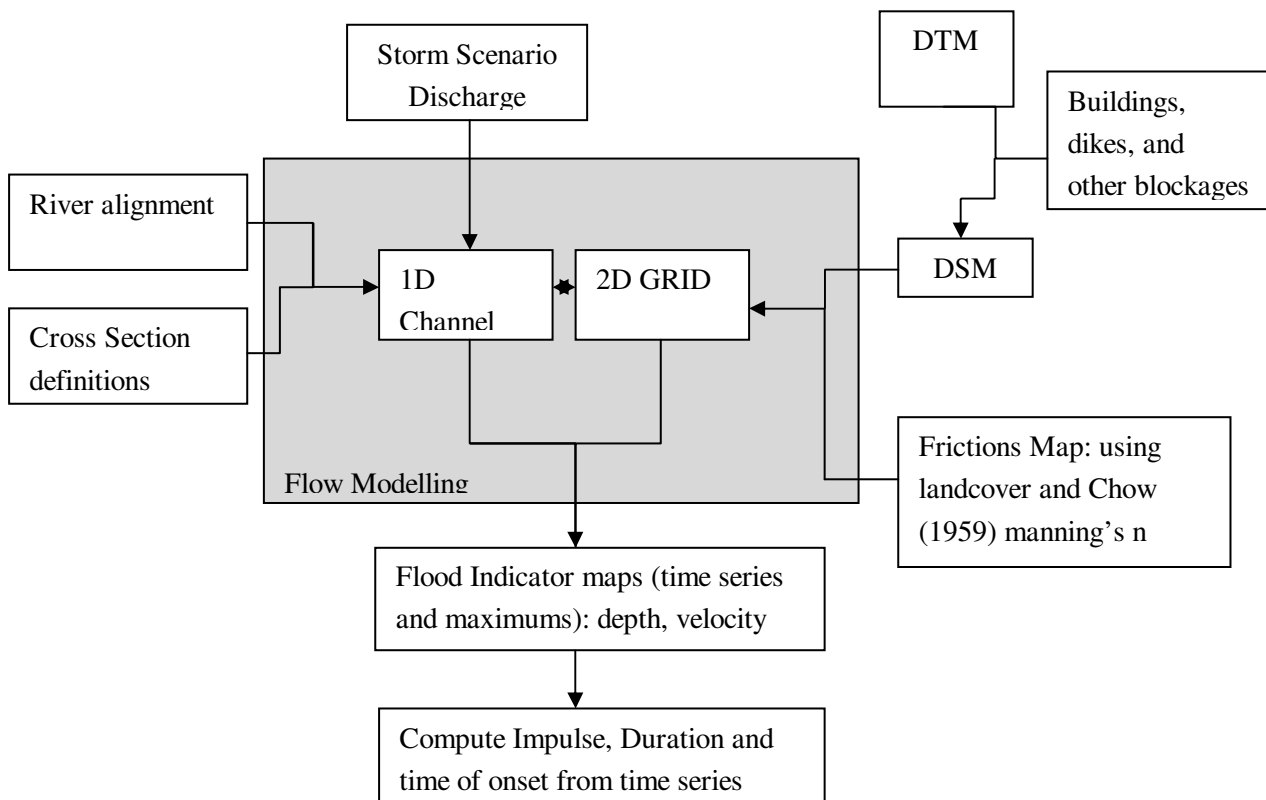 Storm Scenario
Discharge
DTM
Buildings,
dikes, and
other blockages
River alignment
Cross Section
definitions
1D
Channel
2D GRID
DSM
Flow Modelling
Frictions Map: using
landcover and Chow
(1959) manning’s n
Flood Indicator maps (time series
and maximums): depth, velocity
Compute Impulse, Duration and
time of onset from time series